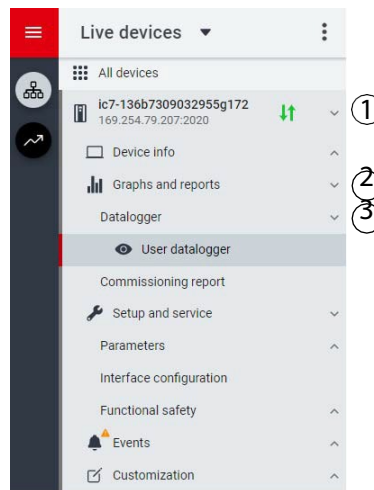 Live devices
All devices
ic7-136b7309032955g172
169.254.79.207:2020
1
Device info
Graphs and reports
2
Datalogger
3
User datalogger
Commissioning report
Setup and service
Parameters
Interface configuration
Functional safety
Events
Customization